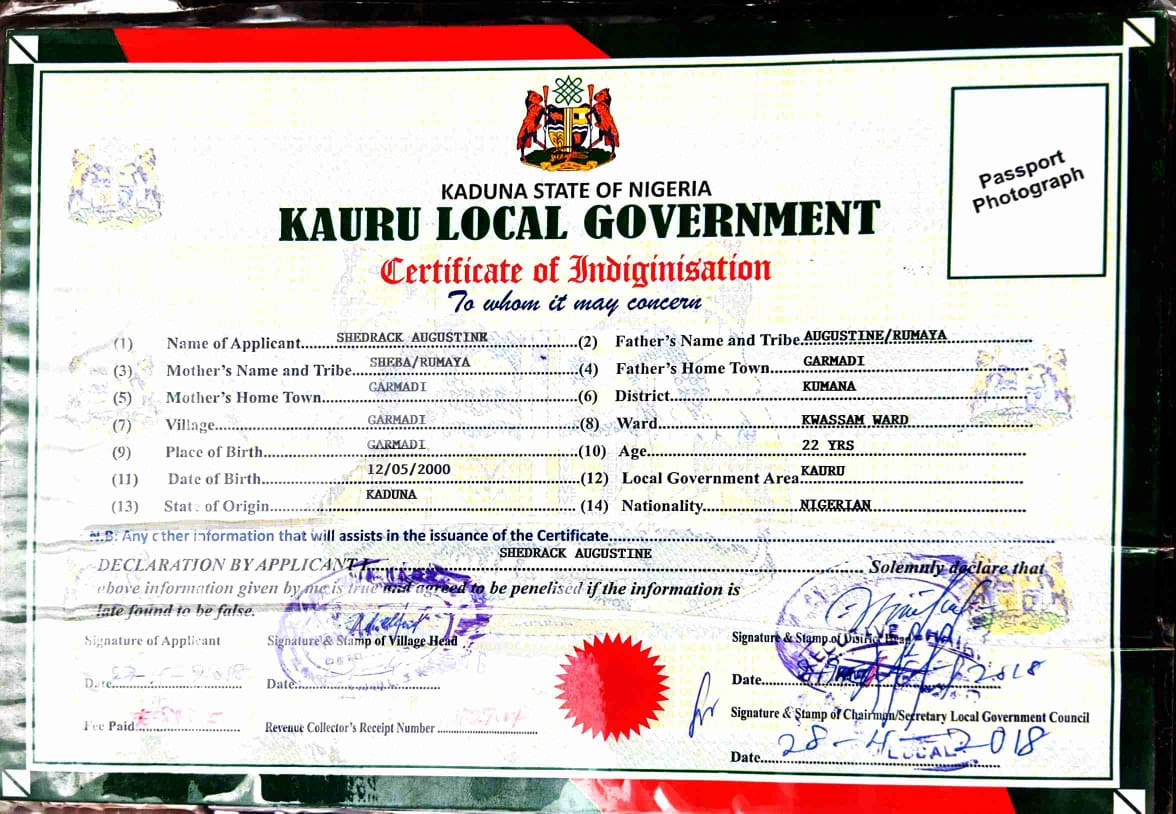 KADUNA STATE OF NIGERIA
KAURU LOCAL GOVERNMENT
Certificate of Indiginisation
To whom it may concern
Passport Photograph
(1) Name of Applicant SHEDRACK AUGUSTINE (2) Father's Name and Tribe AUGUSTINE/RUMAYA
(3) Mother's Name and Tribe SHEBA/RUMAYA (4) Father's Home Town GARMADI
(5) Mother's Home Town GARMADI (6) District KUMANA
(7) Village GARMADI (8) Ward KWASSAM WARD
(9) Place of Birth GARMADI (10) Age 22 YRS
(11) Date of Birth 12/05/2000 (12) Local Government Area KAURU
(13) State of Origin KADUNA (14) Nationality NIGERIAN
N.B: Any other information that will assists in the issuance of the Certificate
DECLARATION BY APPLICANT I SHEDRACK AUGUSTINE Solemnly declare that
above information given by me is true and agreed to be penelised if the information is
late found to be false.
Signature of Applicant Signature & Stamp of Village Head Signature & Stamp of District Head
Date 2018 Date Date 2018
Fee Paid Revenue Collector's Receipt Number for Signature & Stamp of Chairman/Secretary Local Government Council
Date 28-4-2018
LOCAL